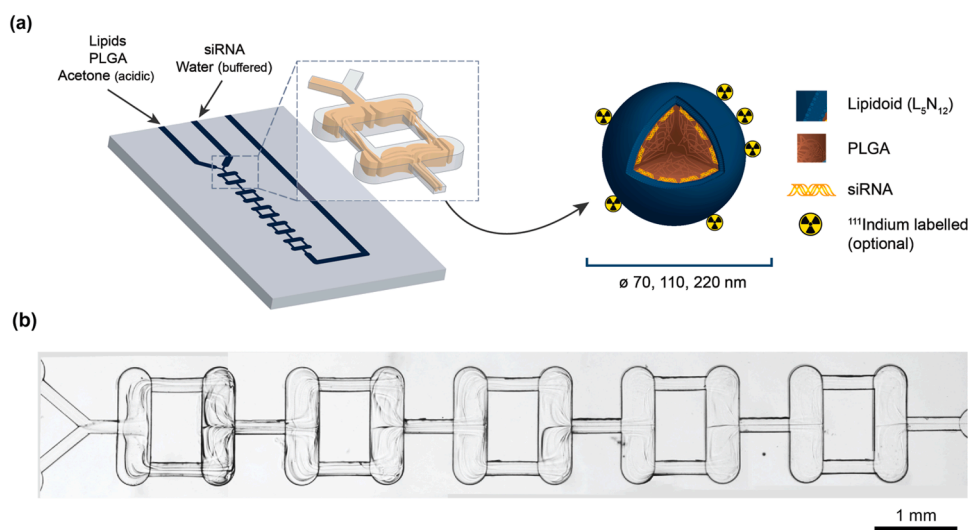 (a)
Lipids
PLGA
Acetone (acidic)
siRNA
Water (buffered)
Lipidoid (L₅N₁₂)
PLGA
siRNA
¹¹¹Indium labelled
(optional)
ø 70, 110, 220 nm
(b)
1 mm